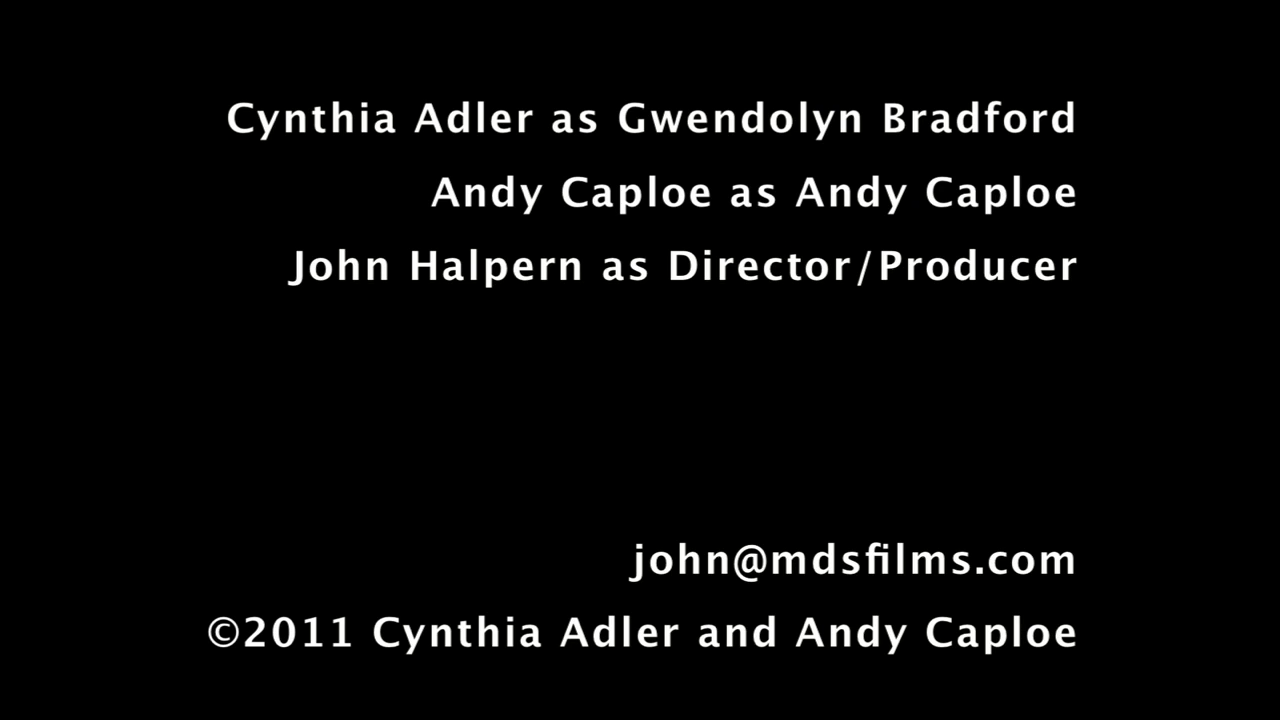 Cynthia Adler as Gwendolyn Bradford
Andy Caploe as Andy Caploe
John Halpern as Director/Producer
john@mdsfilms.com
©2011 Cynthia Adler and Andy Caploe